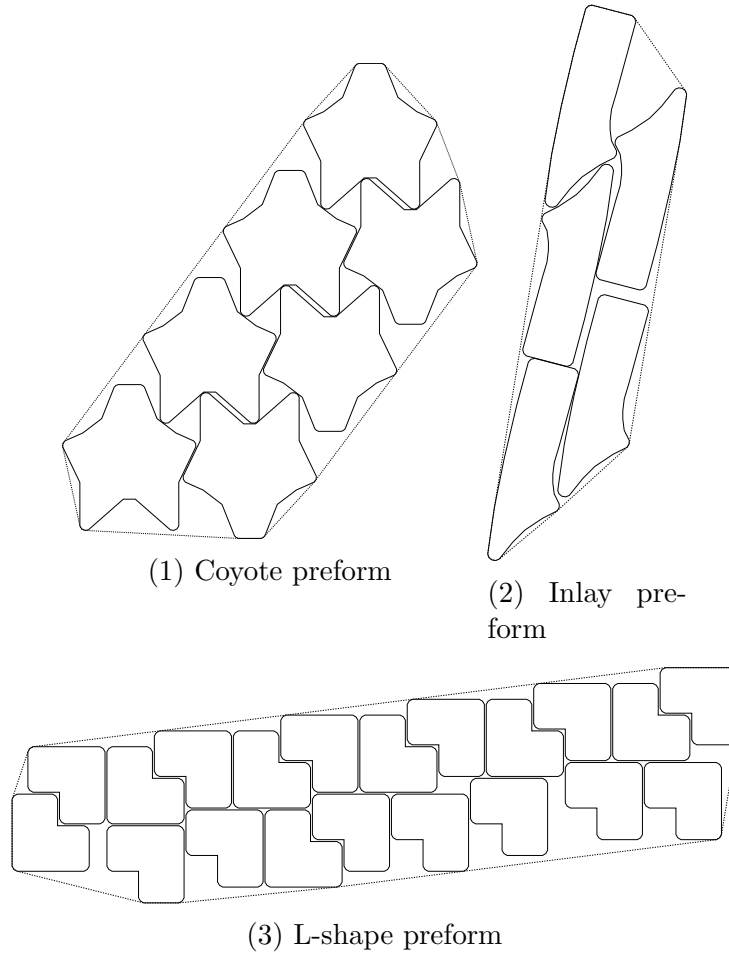 (1) Coyote preform
(2) Inlay pre-
form
(3) L-shape preform